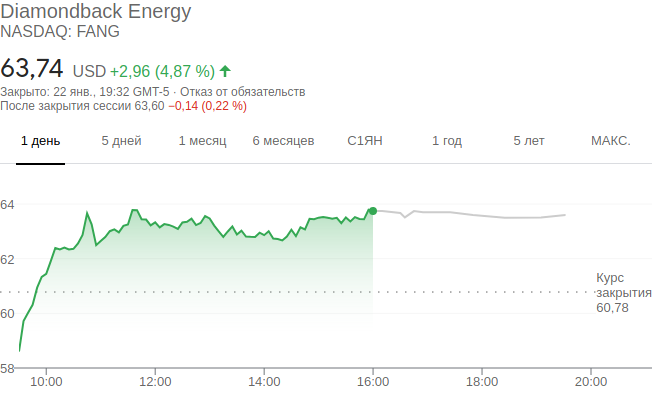 Diamondback Energy
NASDAQ: FANG
63,74 USD +2,96 (4,87 %)
Закрыто: 22 янв., 19:32 GMT-5 · Отказ от обязательств
После закрытия сессии 63,60 −0,14 (0,22 %)
1 день 5 дней 1 месяц 6 месяцев С1ЯН 1 год 5 лет МАКС.
64
62
60
58
Курс
закрытия
60,78
10:00 12:00 14:00 16:00 18:00 20:00